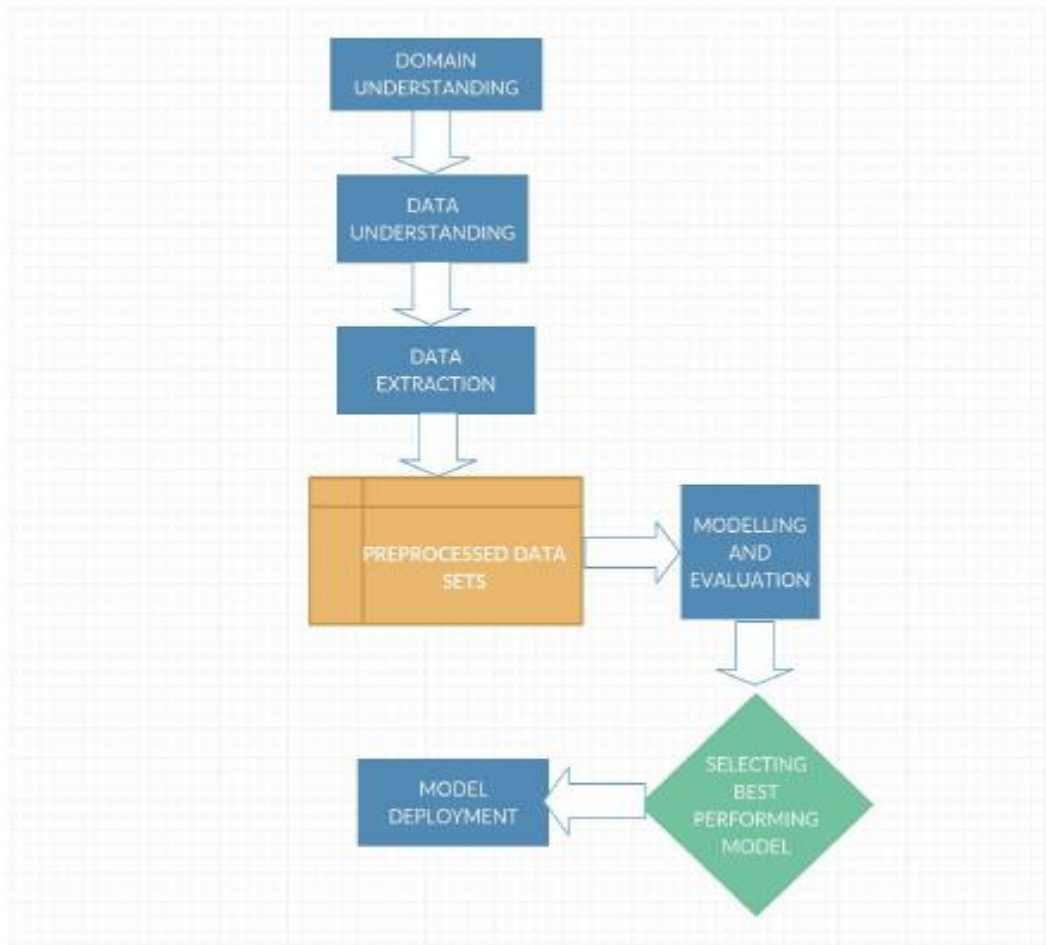 DOMAIN
UNDERSTANDING
DATA
UNDERSTANDING
DATA
EXTRACTION
PREPROCESSED DATA
SETS
MODELLING
AND
EVALUATION
SELECTING
BEST
PERFORMING
MODEL
MODEL
DEPLOYMENT